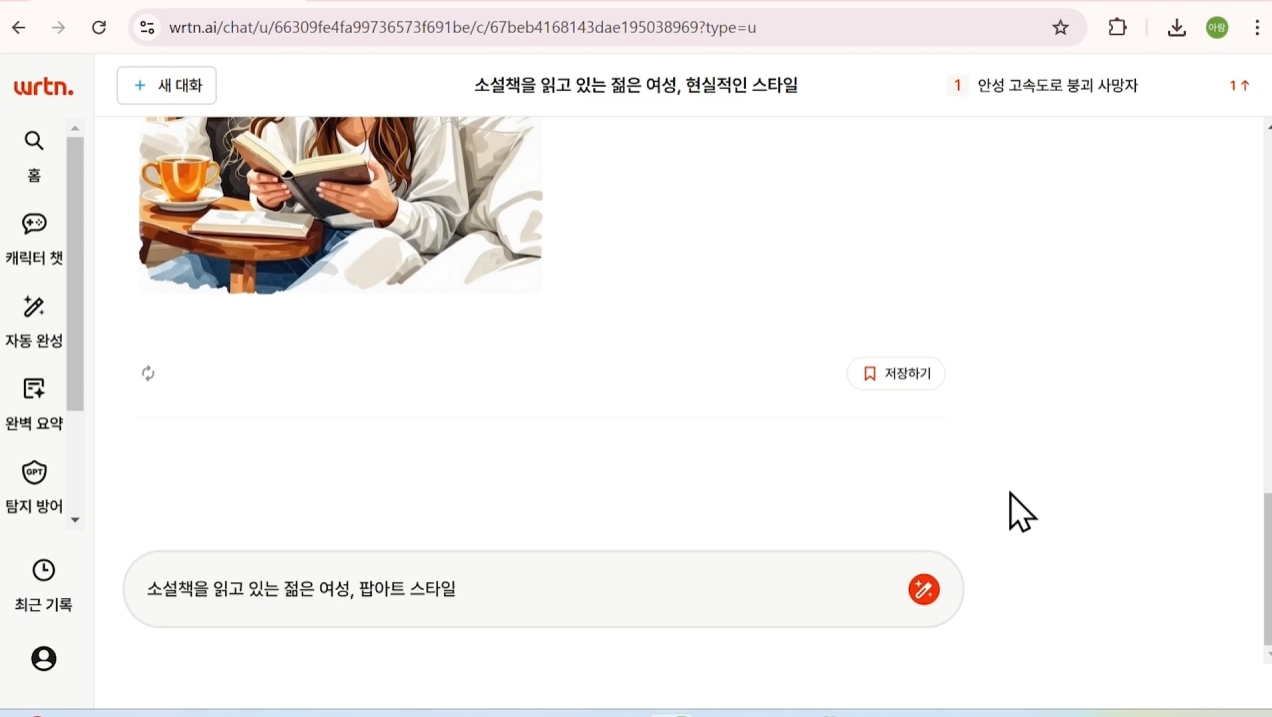 wrtn.ai/chat/u/66309fe4fa99736573f691be/c/67beb4168143dae195038969?type=u
아람
wrtn.
+ 새 대화
소설책을 읽고 있는 젊은 여성, 현실적인 스타일
1 안성 고속도로 붕괴 사망자
1↑
홈
캐릭터 챗
자동 완성
저장하기
완벽 요약
GPT
탐지 방어
소설책을 읽고 있는 젊은 여성, 팝아트 스타일
최근 기록